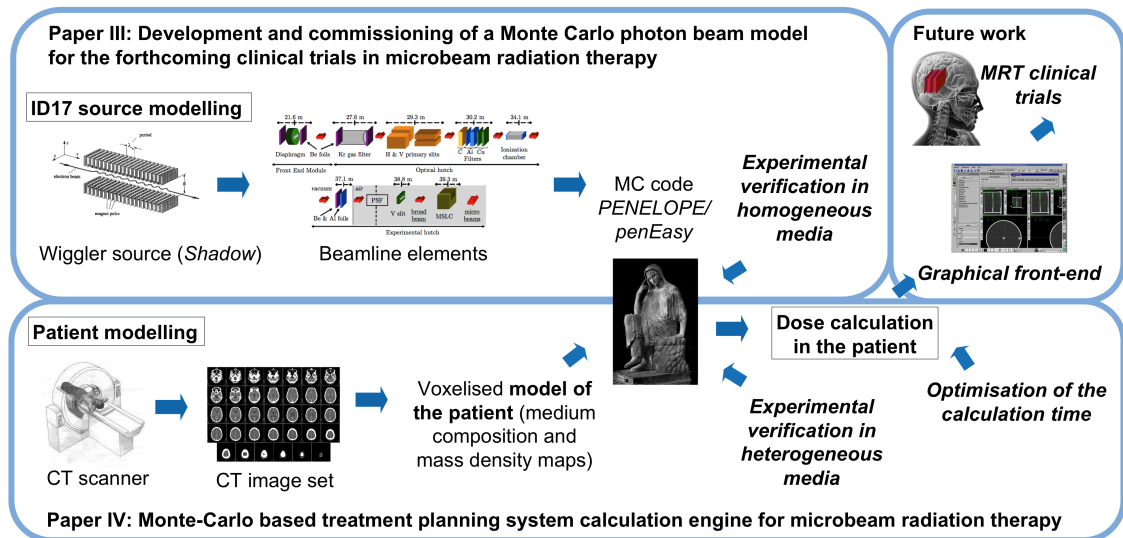 Paper III: Development and commissioning of a Monte Carlo photon beam model
for the forthcoming clinical trials in microbeam radiation therapy
ID17 source modelling
period
λ
electron beam
magnet poles
Wiggler source (Shadow)
21.6 m
27.6 m
29.3 m
30.2 m
34.1 m
Diaphragm
Be foils
Kr gas filter
H & V primary slits
C Al Cu
Filters
Ionization
chamber
Front End Module
Optical hutch
37.1 m
38.8 m
39.3 m
vacuum
air
PSF
Be & Al foils
V slit
broad
beam
MSLC
micro
beams
Experimental hutch
Beamline elements
MC code
PENELOPE/
penEasy
Experimental
verification in
homogeneous
media
Future work
MRT clinical
trials
Graphical front-end
Patient modelling
CT scanner
CT image set
Voxelised model of
the patient (medium
composition and
mass density maps)
Dose calculation
in the patient
Experimental
verification in
heterogeneous
media
Optimisation of the
calculation time
Paper IV: Monte-Carlo based treatment planning system calculation engine for microbeam radiation therapy